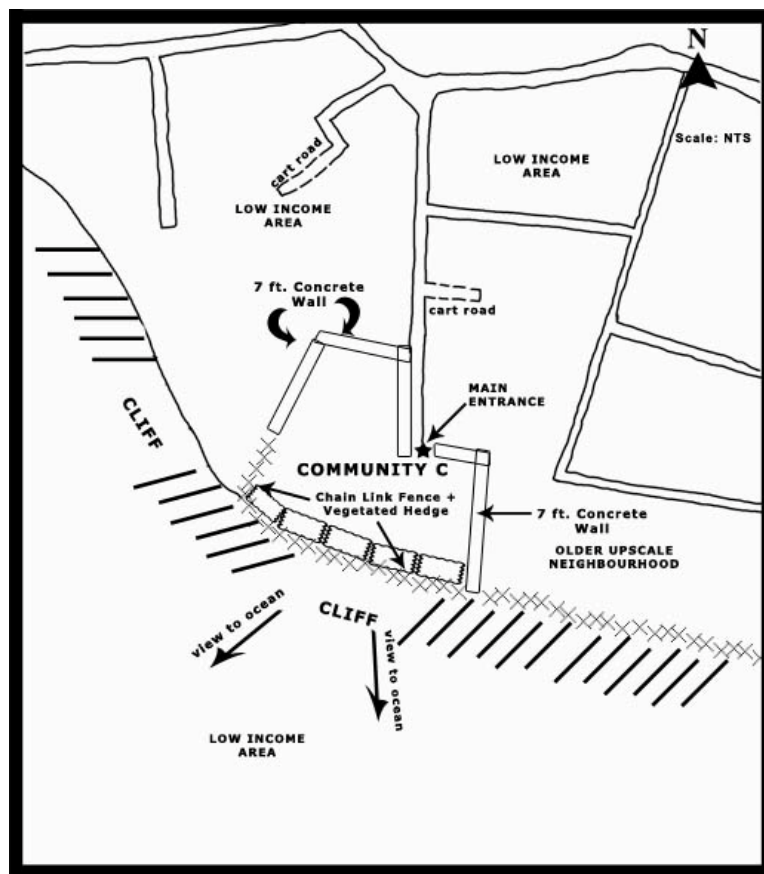 N
Scale: NTS
cart road
LOW INCOME
AREA
LOW INCOME
AREA
7 ft. Concrete
Wall
cart road
MAIN
ENTRANCE
CLIFF
COMMUNITY C
Chain Link Fence +
Vegetated Hedge
7 ft. Concrete
Wall
OLDER UPSCALE
NEIGHBOURHOOD
view to ocean
CLIFF
view to ocean
LOW INCOME
AREA